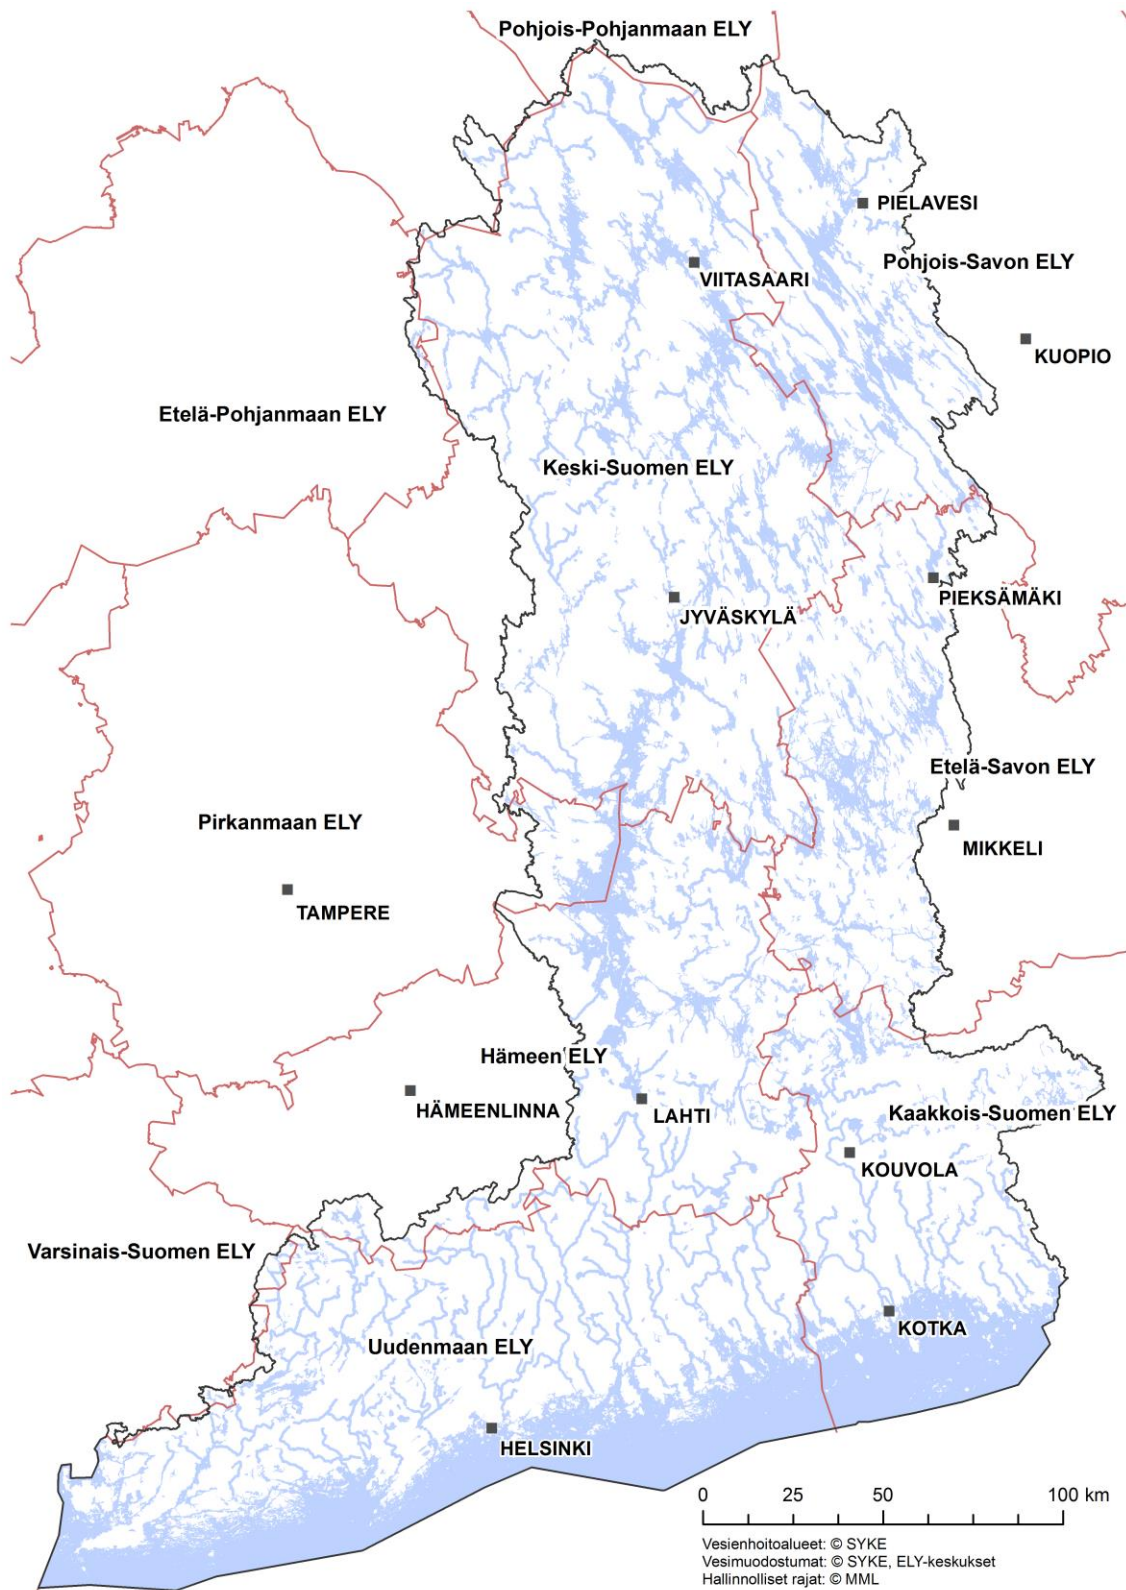 Pohjois-Pohjanmaan ELY
PIELAVESI
Pohjois-Savon ELY
VIITASAARI
KUOPIO
Etelä-Pohjanmaan ELY
Keski-Suomen ELY
PIEKSÄMÄKI
JYVÄSKYLÄ
Etelä-Savon ELY
Pirkanmaan ELY
MIKKELI
TAMPERE
Hämeen ELY
HÄMEENLINNA
LAHTI
Kaakkois-Suomen ELY
KOUVOLA
Varsinais-Suomen ELY
KOTKA
Uudenmaan ELY
HELSINKI
0 25 50 100 km
Vesienhoitoalueet: © SYKE
Vesimuodostumat: © SYKE, ELY-keskukset
Hallinnolliset rajat: © MML